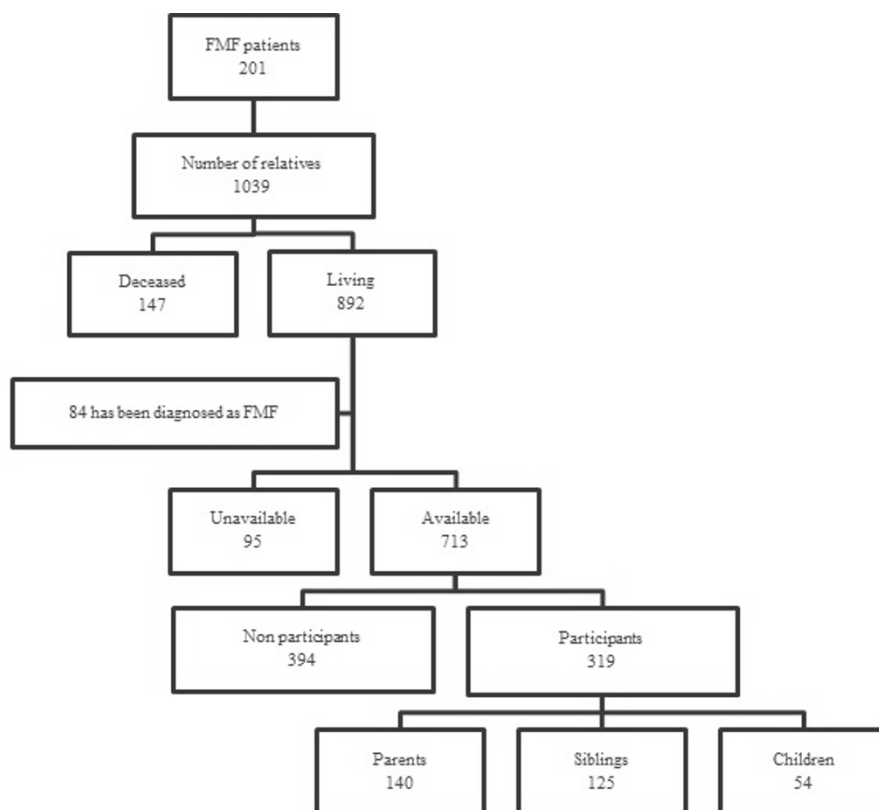 FMF patients
201
Number of relatives
1039
Deceased
147
Living
892
84 has been diagnosed as FMF
Unavailable
95
Available
713
Non participants
394
Participants
319
Parents
140
Siblings
125
Children
54